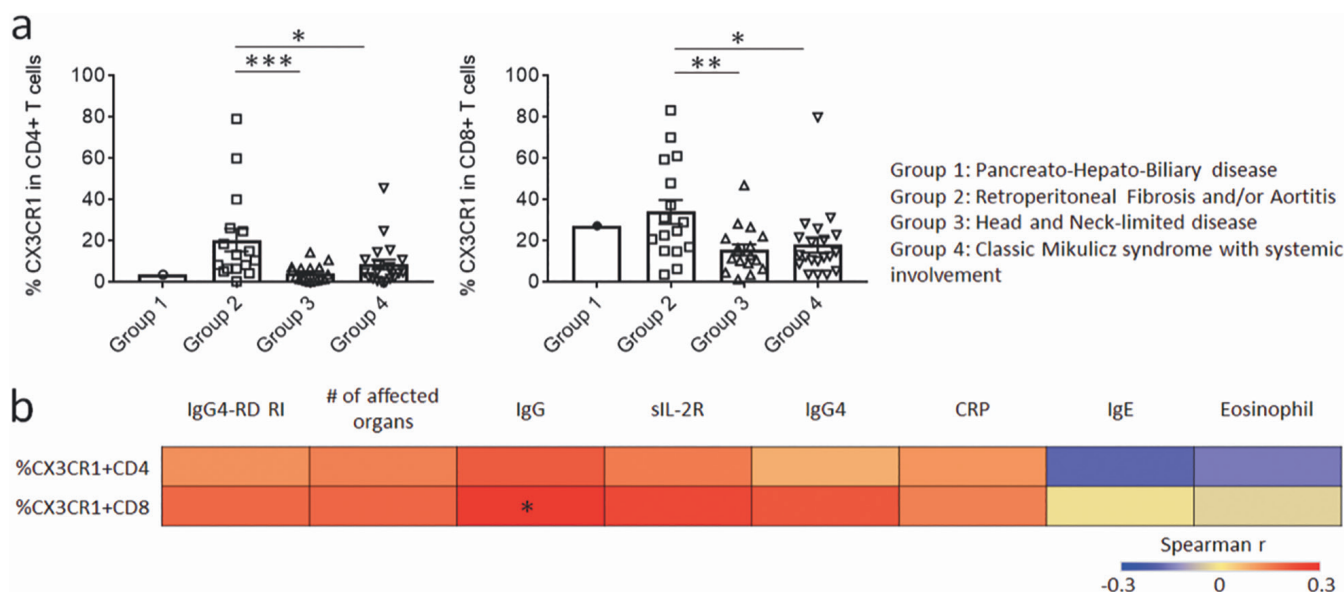 a
*
***
% CX3CR1 in CD4+ T cells
100
80
60
40
20
0
Group 1
Group 2
Group 3
Group 4
*
**
% CX3CR1 in CD8+ T cells
100
80
60
40
20
0
Group 1
Group 2
Group 3
Group 4
Group 1: Pancreato-Hepato-Biliary disease
Group 2: Retroperitoneal Fibrosis and/or Aortitis
Group 3: Head and Neck-limited disease
Group 4: Classic Mikulicz syndrome with systemic
involvement
b
IgG4-RD RI
# of affected
organs
IgG
sIL-2R
IgG4
CRP
IgE
Eosinophil
%CX3CR1+CD4
%CX3CR1+CD8
*
Spearman r
-0.3
0
0.3